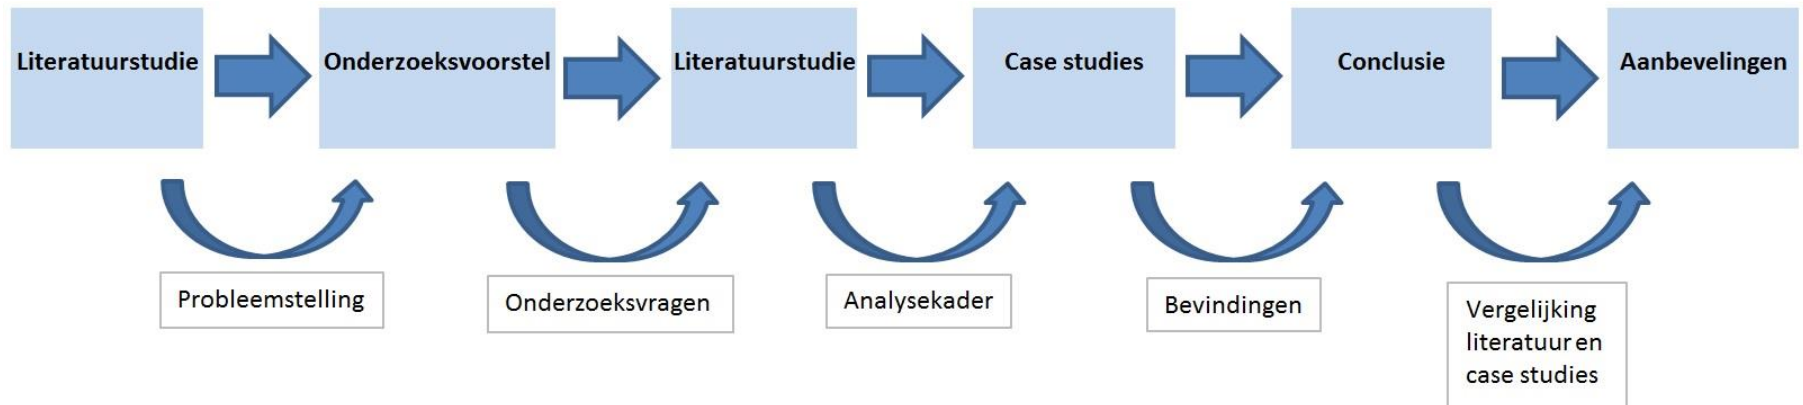 Literatuurstudie
Onderzoeksvoorstel
Literatuurstudie
Case studies
Conclusie
Aanbevelingen
Probleemstelling
Onderzoeksvragen
Analysekader
Bevindingen
Vergelijking
literatuur en
case studies